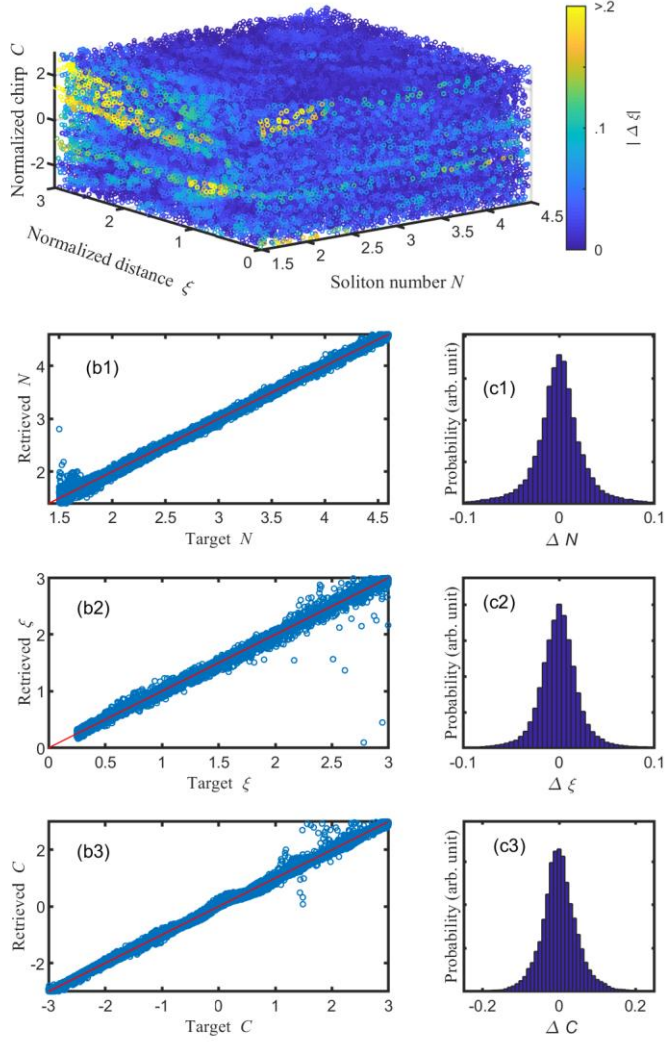 >.2
.1
0
| Δ ξ|
Normalized chirp C
2
0
-2
3
2
1
0
Normalized distance ξ
1.5
2
2.5
3
3.5
4
4.5
Soliton number N
(b1)
Retrieved N
4
3
2
1.5
2
2.5
3
3.5
4
4.5
Target N
(c1)
Probability (arb. unit)
-0.1
0
0.1
Δ N
(b2)
Retrieved ξ
3
2
1
0
0
0.5
1
1.5
2
2.5
3
Target ξ
(c2)
Probability (arb. unit)
-0.1
0
0.1
Δ ξ
(b3)
Retrieved C
2
0
-2
-3
-2
-1
0
1
2
3
Target C
(c3)
Probability (arb. unit)
-0.2
0
0.2
Δ C